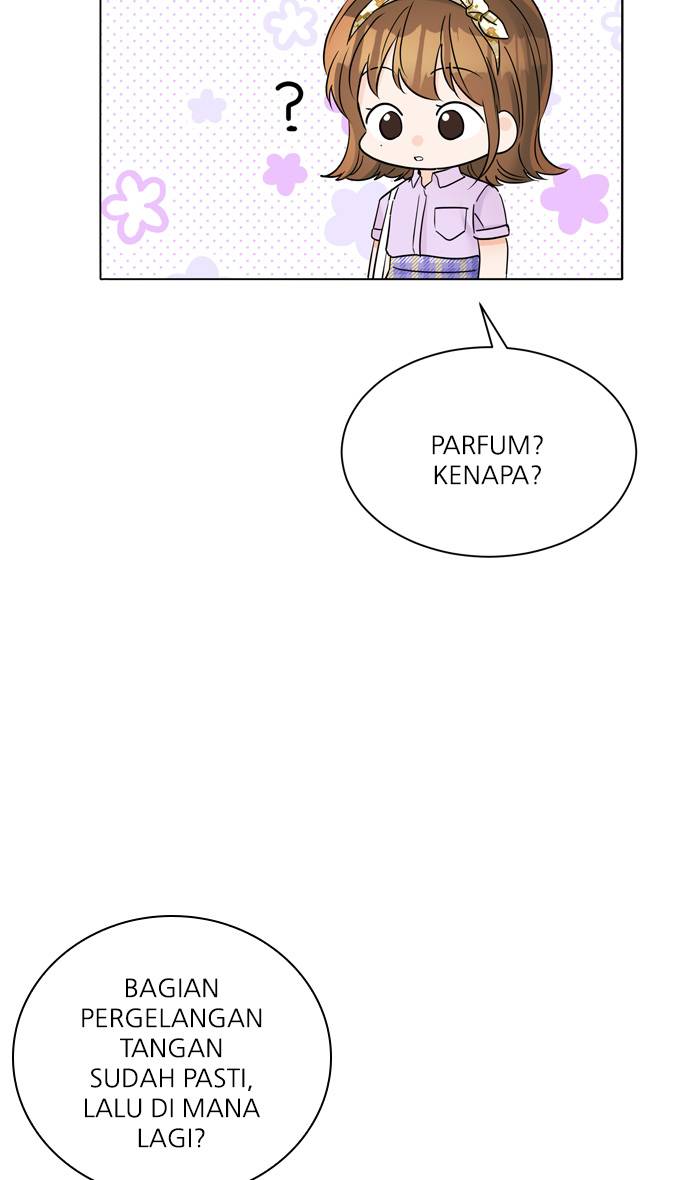 ?
PARFUM?
KENAPA?
BAGIAN
PERGELANGAN
TANGAN
SUDAH PASTI,
LALU DI MANA
LAGI?